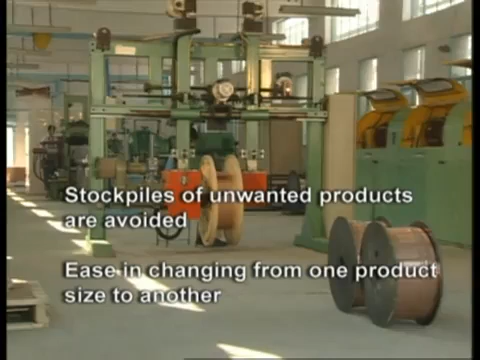 Stockpiles of unwanted products
are avoided
Ease in changing from one product
size to another